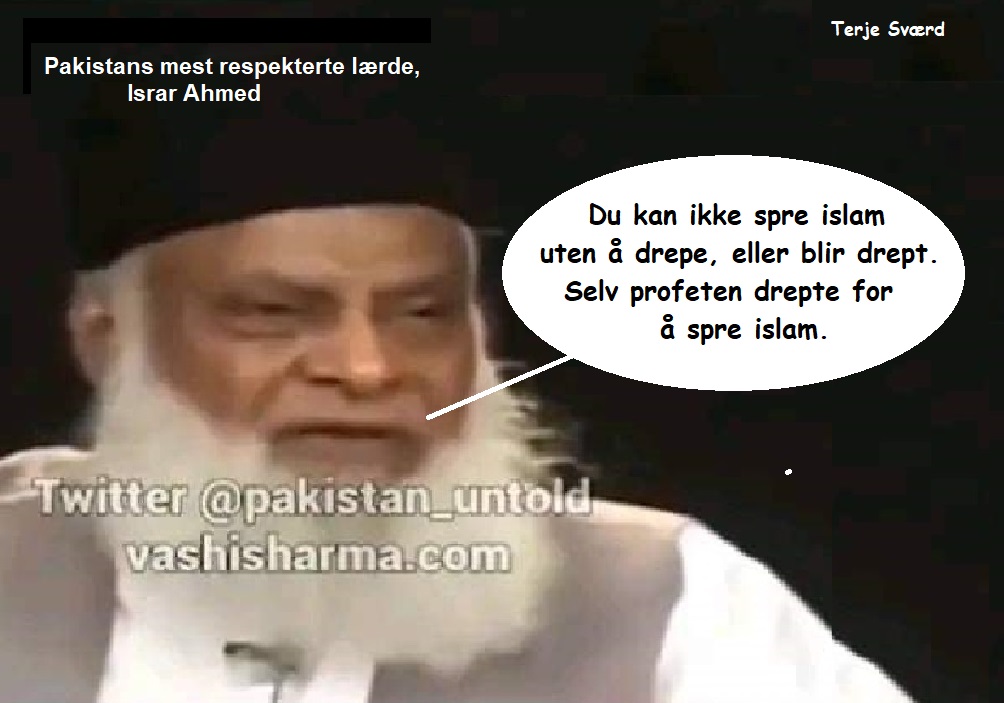 Terje Sværd
Pakistans mest respekterte lærde,
Israr Ahmed
Du kan ikke spre islam
uten å drepe, eller blir drept.
Selv profeten drepte for
å spre islam.
Twitter @pakistan_untold
vashisharma.com